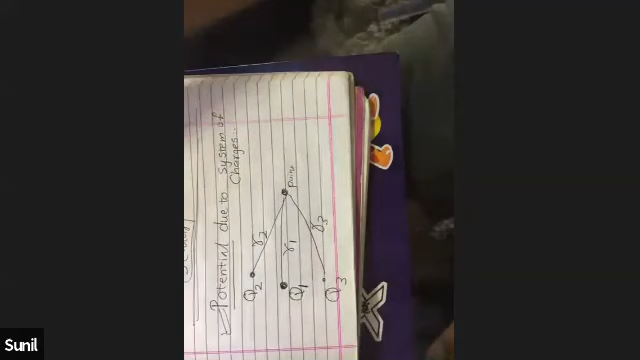 Potential due to system of
Charges...
Point
r2
r1
r3
Q2
Q1
Q3
Sunil